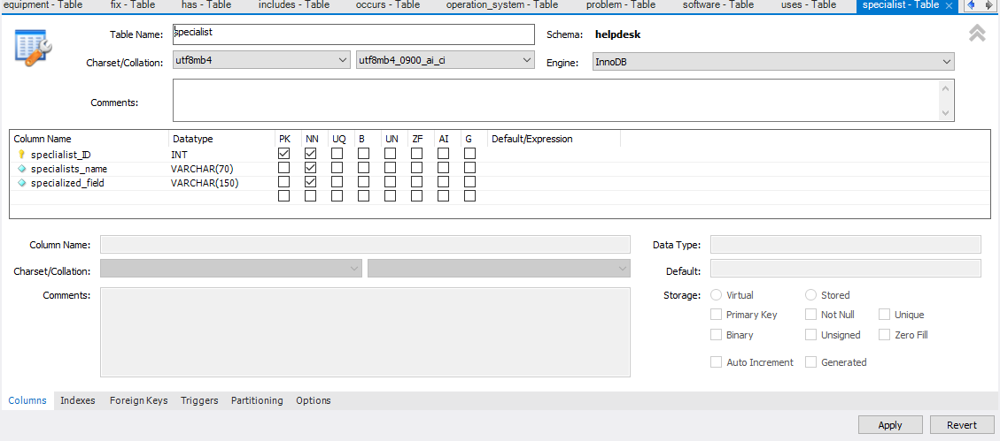 equipment - Table fix - Table has - Table includes - Table occurs - Table operation_system - Table problem - Table software - Table uses - Table specialist - Table
Table Name: specialist Schema: helpdesk
Charset/Collation: utf8mb4 utf8mb4_0900_ai_ci Engine: InnoDB
Comments:
Column Name Datatype PK NN UQ B UN ZF AI G Default/Expression
speclialist_ID INT
specialists_name VARCHAR(70)
specialized_field VARCHAR(150)
Column Name: Data Type:
Charset/Collation: Default:
Comments: Storage: Virtual Stored
Primary Key Not Null Unique
Binary Unsigned Zero Fill
Auto Increment Generated
Columns Indexes Foreign Keys Triggers Partitioning Options
Apply Revert